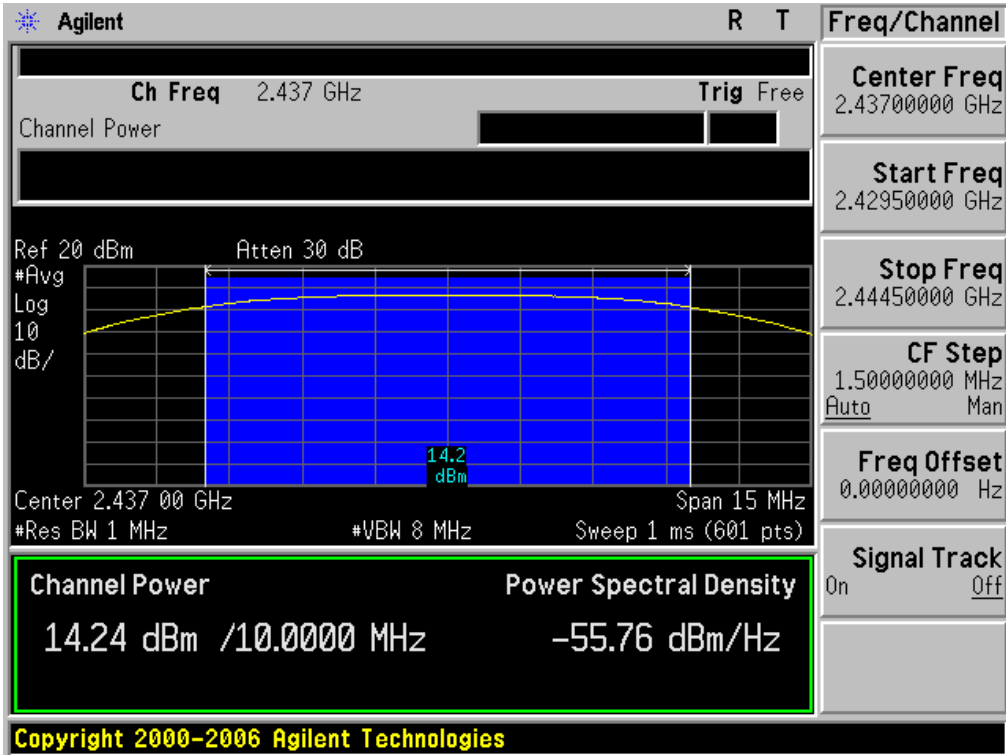 Agilent R T Freq/Channel
Ch Freq 2.437 GHz Trig Free
Channel Power
Center Freq
2.43700000 GHz
Start Freq
2.42950000 GHz
Stop Freq
2.44450000 GHz
CF Step
1.50000000 MHz
Auto Man
Freq Offset
0.00000000 Hz
Signal Track
On Off
Ref 20 dBm Atten 30 dB
#Avg
Log
10
dB/
14.2
dBm
Center 2.437 00 GHz Span 15 MHz
#Res BW 1 MHz #VBW 8 MHz Sweep 1 ms (601 pts)
Channel Power Power Spectral Density
14.24 dBm /10.0000 MHz -55.76 dBm/Hz
Copyright 2000-2006 Agilent Technologies